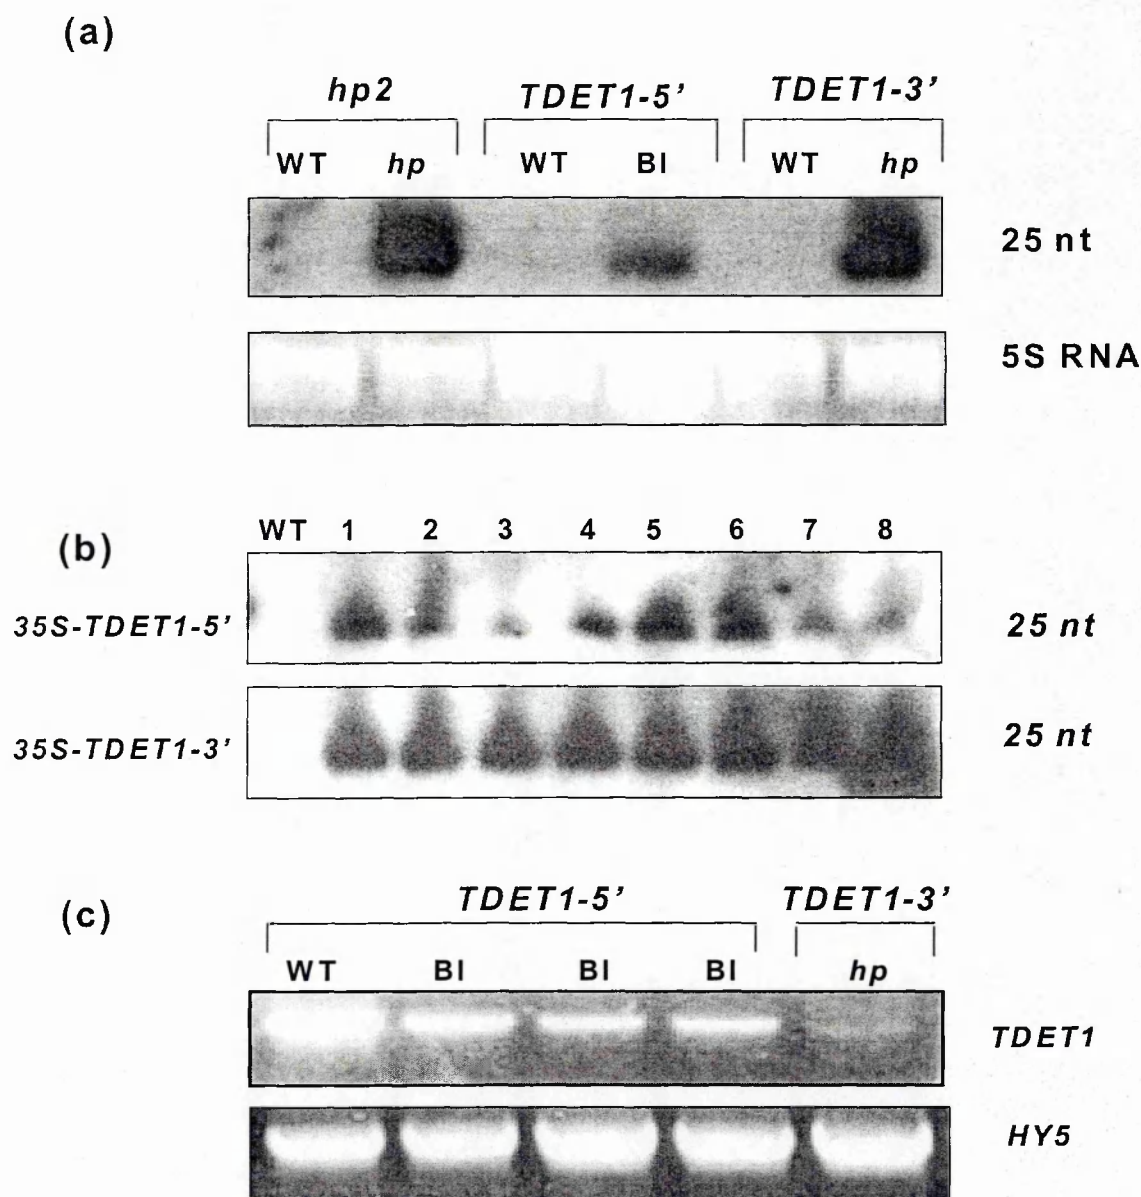 (a)
hp2 TDET1-5’ TDET1-3’
WT hp WT BI WT hp
25 nt
5S RNA
(b)
WT 1 2 3 4 5 6 7 8
35S-TDET1-5’ 25 nt
35S-TDET1-3’ 25 nt
(c)
TDET1-5’ TDET1-3’
WT BI BI BI hp
TDET1
HY5